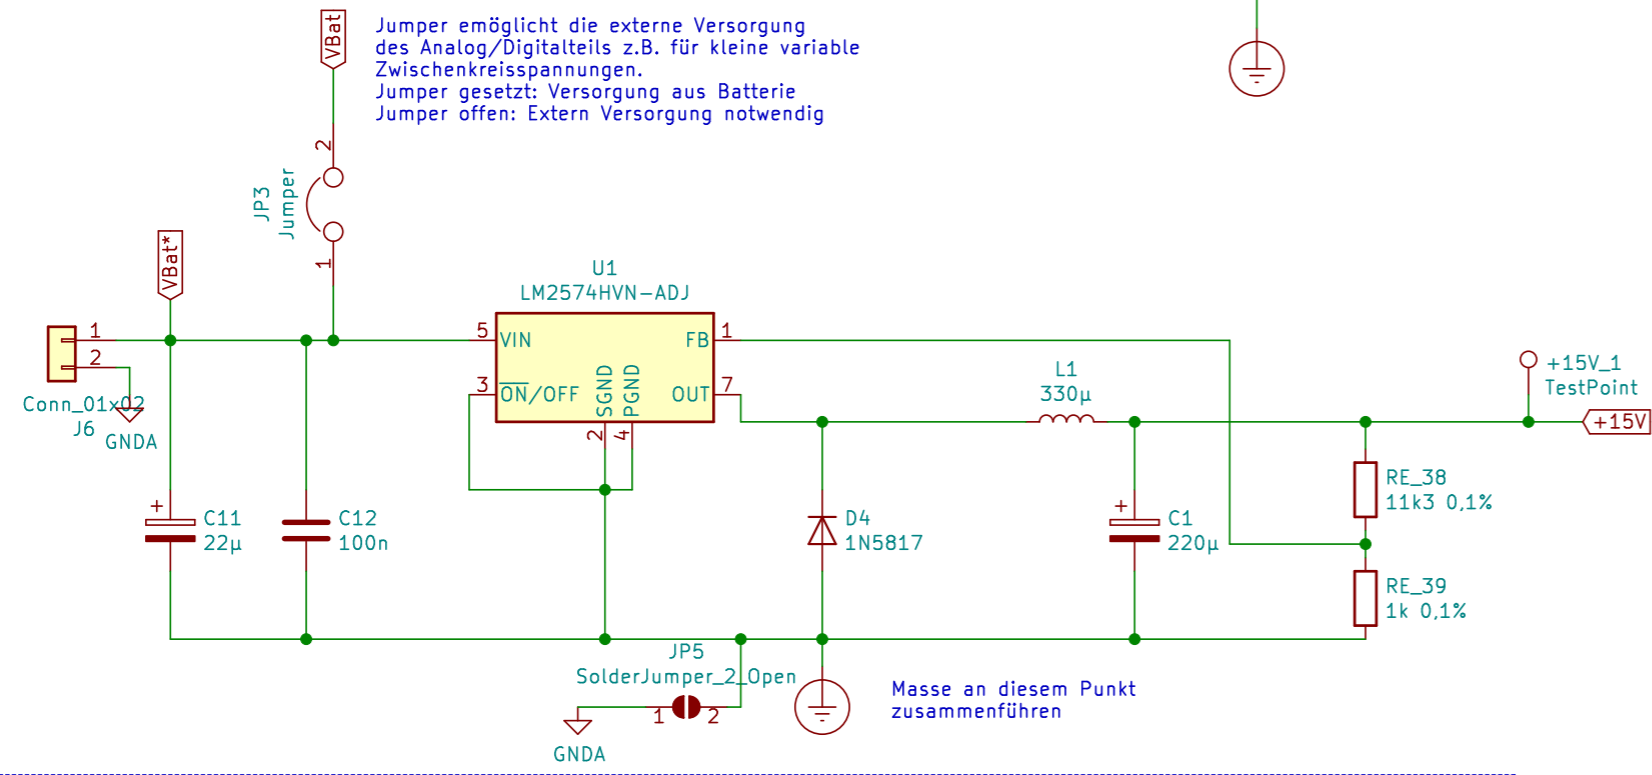 VBat
Jumper emöglicht die externe Versorgung
des Analog/Digitalteils z.B. für kleine variable
Zwischenkreisspannungen.
Jumper gesetzt: Versorgung aus Batterie
Jumper offen: Extern Versorgung notwendig
2
JP3
Jumper
1
VBat*
U1
LM2574HVN-ADJ
1
2
Conn_01x02
J6
GNDA
5
VIN
3
ON/OFF
SGND
PGND
2
4
FB
1
OUT
7
L1
330µ
+15V_1
TestPoint
+15V
+
C11
22µ
C12
100n
D4
1N5817
+
C1
220µ
RE_38
11k3 0,1%
RE_39
1k 0,1%
JP5
SolderJumper_2_Open
1
2
GNDA
Masse an diesem Punkt
zusammenführen